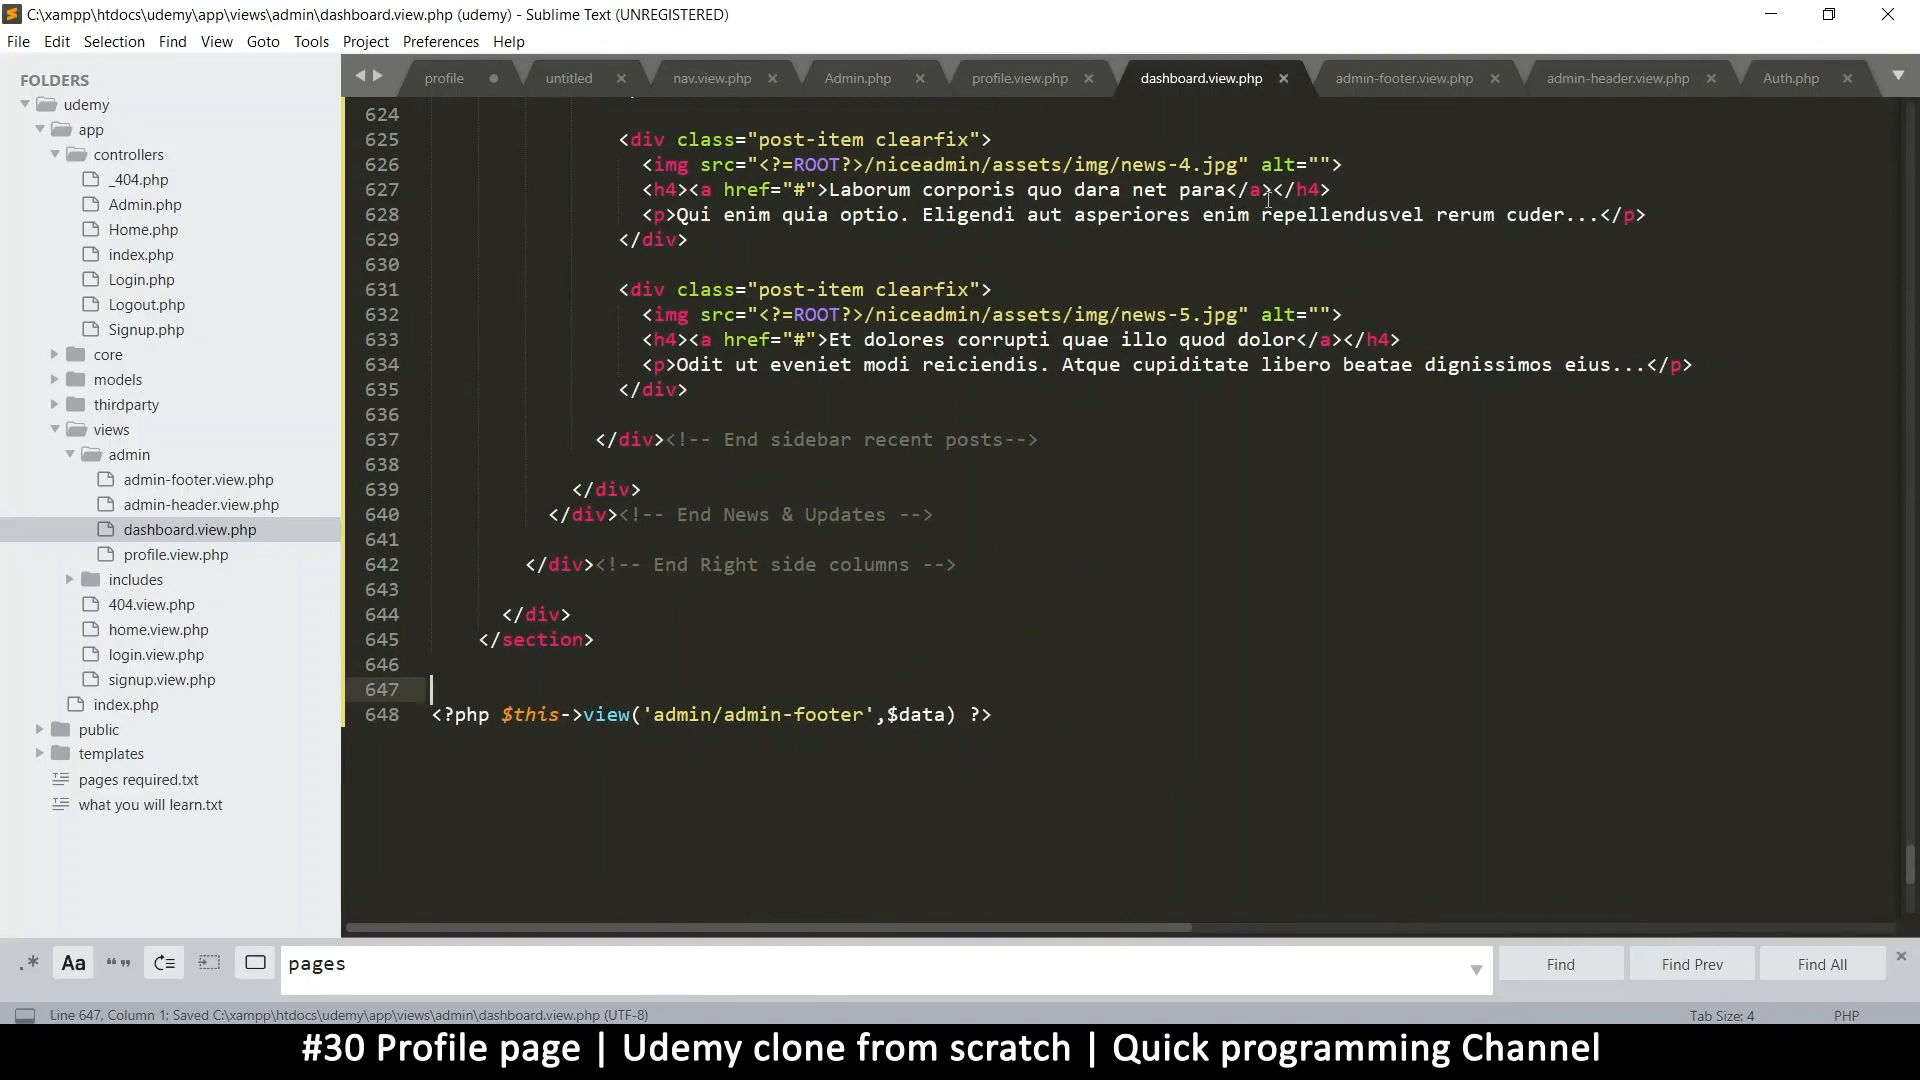 C:\xampp\htdocs\udemy\app\views\admin\dashboard.view.php (udemy) - Sublime Text (UNREGISTERED)
File Edit Selection Find View Goto Tools Project Preferences Help
FOLDERS
udemy
app
controllers
_404.php
Admin.php
Home.php
index.php
Login.php
Logout.php
Signup.php
core
models
thirdparty
views
admin
admin-footer.view.php
admin-header.view.php
dashboard.view.php
profile.view.php
includes
404.view.php
home.view.php
login.view.php
signup.view.php
index.php
public
templates
pages required.txt
what you will learn.txt
profile untitled nav.view.php Admin.php profile.view.php dashboard.view.php admin-footer.view.php admin-header.view.php Auth.php
624
625 <div class="post-item clearfix">
626 <img src="<?=ROOT?>/niceadmin/assets/img/news-4.jpg" alt="">
627 <h4><a href="#">Laborum corporis quo dara net para</a></h4>
628 <p>Qui enim quia optio. Eligendi aut asperiores enim repellendusvel rerum cuder...</p>
629 </div>
630
631 <div class="post-item clearfix">
632 <img src="<?=ROOT?>/niceadmin/assets/img/news-5.jpg" alt="">
633 <h4><a href="#">Et dolores corrupti quae illo quod dolor</a></h4>
634 <p>Odit ut eveniet modi reiciendis. Atque cupiditate libero beatae dignissimos eius...</p>
635 </div>
636
637 </div><!-- End sidebar recent posts-->
638
639 </div>
640 </div><!-- End News & Updates -->
641
642 </div><!-- End Right side columns -->
643
644 </div>
645 </section>
646
647
648 <?php $this->view('admin/admin-footer',$data) ?>
.* Aa “” pages Find Find Prev Find All
Line 647, Column 1; Saved C:\xampp\htdocs\udemy\app\views\admin\dashboard.view.php (UTF-8) Tab Size: 4 PHP
#30 Profile page | Udemy clone from scratch | Quick programming Channel